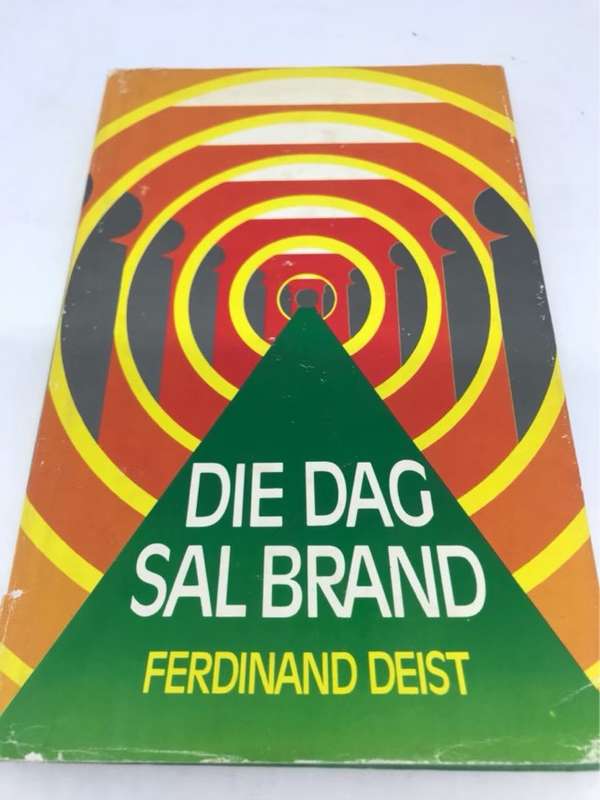 DIE DAG
SAL BRAND
FERDINAND DEIST